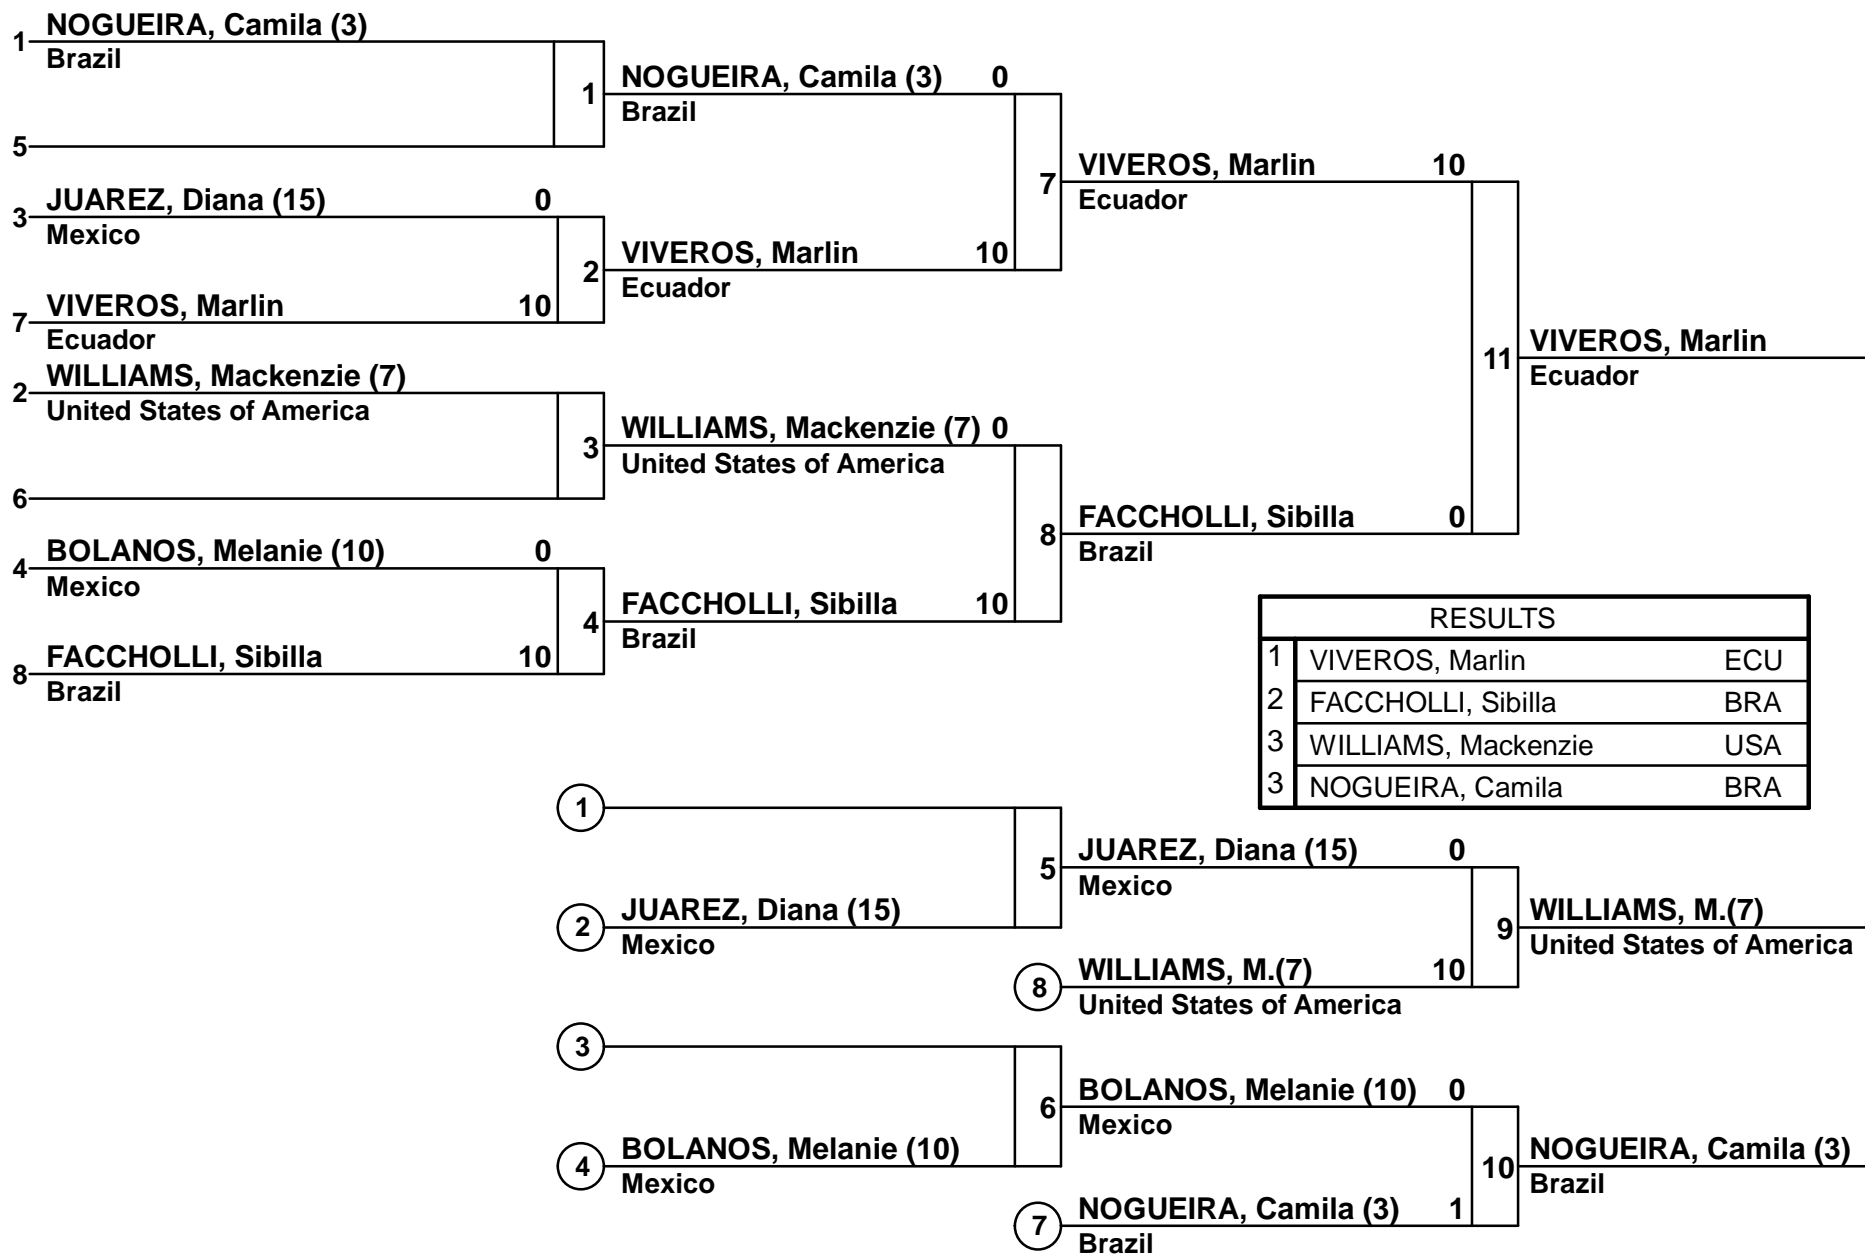 NOGUEIRA, Camila (3)
1
Brazil
1
NOGUEIRA, Camila (3) 0
Brazil
5
JUAREZ, Diana (15) 0
3
Mexico
2
VIVEROS, Marlin 10
7
Ecuador
VIVEROS, Marlin 10
Ecuador
7
VIVEROS, Marlin 10
Ecuador
WILLIAMS, Mackenzie (7)
2
United States of America
3
WILLIAMS, Mackenzie (7) 0
United States of America
6
BOLANOS, Melanie (10) 0
4
Mexico
4
FACCHOLLI, Sibilla 10
8
Brazil
FACCHOLLI, Sibilla 10
Brazil
8
FACCHOLLI, Sibilla 0
Brazil
11
VIVEROS, Marlin
Ecuador
RESULTS
1 VIVEROS, Marlin ECU
2 FACCHOLLI, Sibilla BRA
3 WILLIAMS, Mackenzie USA
3 NOGUEIRA, Camila BRA
1
5
2
JUAREZ, Diana (15)
Mexico
JUAREZ, Diana (15) 0
Mexico
9
8
WILLIAMS, M.(7) 10
United States of America
WILLIAMS, M.(7)
United States of America
3
6
4
BOLANOS, Melanie (10)
Mexico
BOLANOS, Melanie (10) 0
Mexico
10
7
NOGUEIRA, Camila (3) 1
Brazil
NOGUEIRA, Camila (3)
Brazil